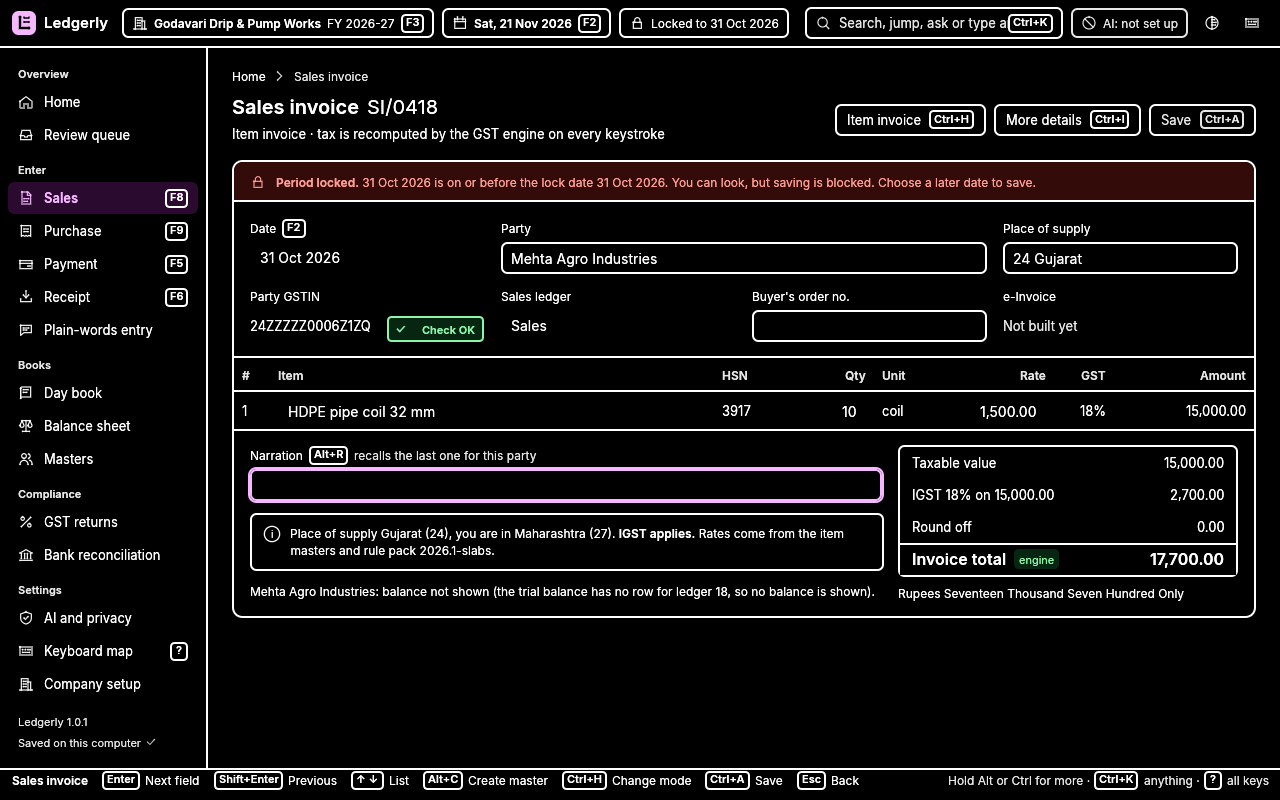 Ledgerly
Godavari Drip & Pump Works FY 2026-27 F3
Sat, 21 Nov 2026 F2
Locked to 31 Oct 2026
Search, jump, ask or type a Ctrl+K
AI: not set up
Overview
Home
Review queue
Enter
Sales F8
Purchase F9
Payment F5
Receipt F6
Plain-words entry
Books
Day book
Balance sheet
Masters
Compliance
GST returns
Bank reconciliation
Settings
AI and privacy
Keyboard map ?
Company setup
Ledgerly 1.0.1
Saved on this computer
Home Sales invoice
Sales invoice SI/0418
Item invoice · tax is recomputed by the GST engine on every keystroke
Item invoice Ctrl+H
More details Ctrl+I
Save Ctrl+A
Period locked. 31 Oct 2026 is on or before the lock date 31 Oct 2026. You can look, but saving is blocked. Choose a later date to save.
Date F2 Party Place of supply
31 Oct 2026 Mehta Agro Industries 24 Gujarat
Party GSTIN Sales ledger Buyer's order no. e-Invoice
24ZZZZZ0006Z1ZQ Check OK Sales Not built yet
# Item HSN Qty Unit Rate GST Amount
1 HDPE pipe coil 32 mm 3917 10 coil 1,500.00 18% 15,000.00
Narration Alt+R recalls the last one for this party
Place of supply Gujarat (24), you are in Maharashtra (27). IGST applies. Rates come from the item
masters and rule pack 2026.1-slabs.
Mehta Agro Industries: balance not shown (the trial balance has no row for ledger 18, so no balance is shown).
Taxable value 15,000.00
IGST 18% on 15,000.00 2,700.00
Round off 0.00
Invoice total engine 17,700.00
Rupees Seventeen Thousand Seven Hundred Only
Sales invoice Enter Next field Shift+Enter Previous ↑ ↓ List Alt+C Create master Ctrl+H Change mode Ctrl+A Save Esc Back Hold Alt or Ctrl for more · Ctrl+K anything · ? all keys